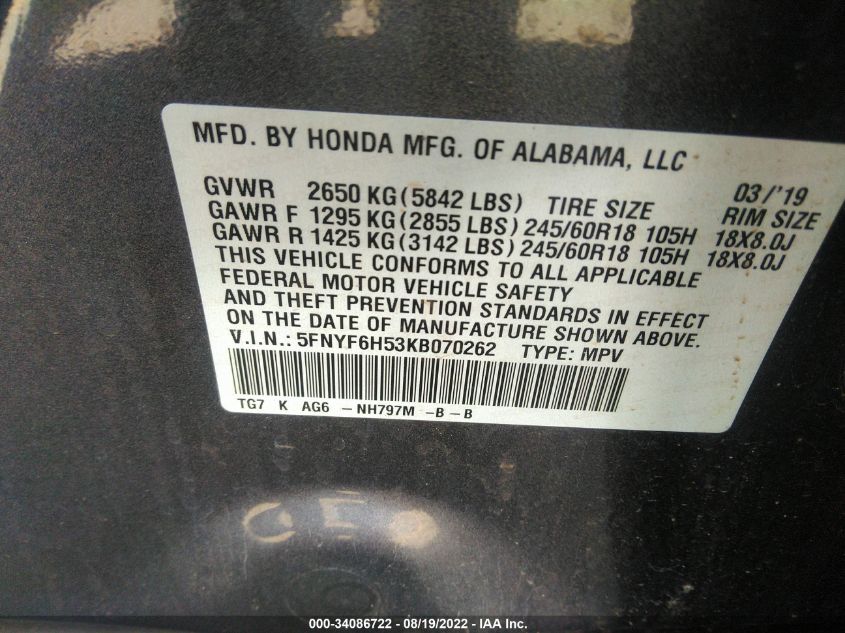 MFD. BY HONDA MFG. OF ALABAMA, LLC
03/'19
GVWR 2650 KG(5842 LBS) TIRE SIZE RIM SIZE
GAWR F 1295 KG(2855 LBS) 245/60R18 105H 18X8.0J
GAWR R 1425 KG(3142 LBS) 245/60R18 105H 18X8.0J
THIS VEHICLE CONFORMS TO ALL APPLICABLE
FEDERAL MOTOR VEHICLE SAFETY
AND THEFT PREVENTION STANDARDS IN EFFECT
ON THE DATE OF MANUFACTURE SHOWN ABOVE.
V.I.N.: 5FNYF6H53KB070262 TYPE: MPV
TG7 K AG6 -NH797M -B-B
000-34086722 - 08/19/2022 - IAA Inc.